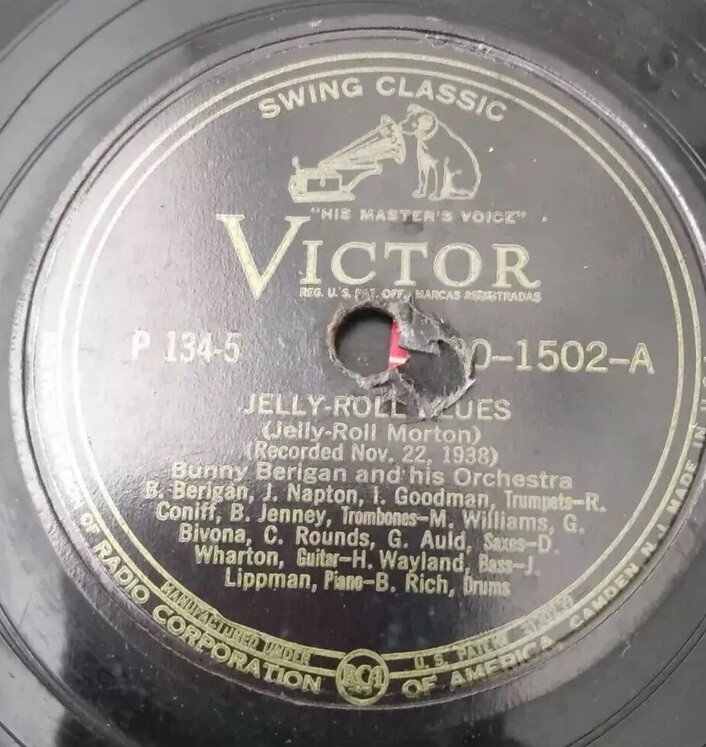 SWING CLASSIC
"HIS MASTER'S VOICE"
VICTOR
REG. U.S. PAT. OFF. MARCAS REGISTRADAS
P 134-5
0-1502-A
JELLY-ROLL LUES
(Jelly-Roll Morton)
(Recorded Nov. 22, 1938)
Bunny Berigan and his Orchestra
B. Berigan, J. Napton, I. Goodman, Trumpets-R.
Coniff, B. Jenney, Trombones-M. Williams, G.
Bivona, C. Rounds, G. Auld, Saxes-D.
Wharton, Guitar-H. Wayland, Bass-J.
Lippman, Piano-B. Rich, Drums
MANUFACTURED UNDER
U.S. PATENT
OF RADIO CORPORATION
RCA
OF AMERICA, CAMDEN, N.J. MADE IN U.S.